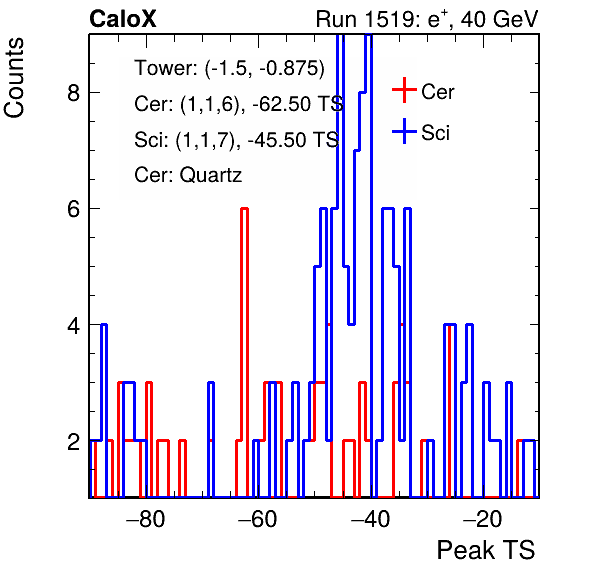 CaloX Run 1519: e⁺, 40 GeV
Counts
Tower: (-1.5, -0.875)
Cer: (1,1,6), -62.50 TS
Sci: (1,1,7), -45.50 TS
Cer: Quartz
Cer
Sci
8
6
4
2
−80 −60 −40 −20
Peak TS